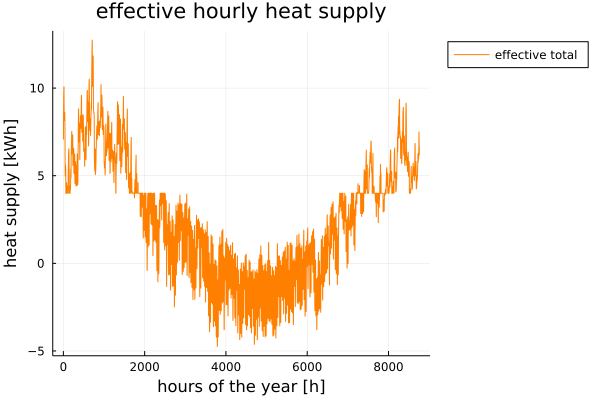 effective hourly heat supply
effective total
heat supply [kWh]
10
5
0
−5
0
2000
4000
6000
8000
hours of the year [h]